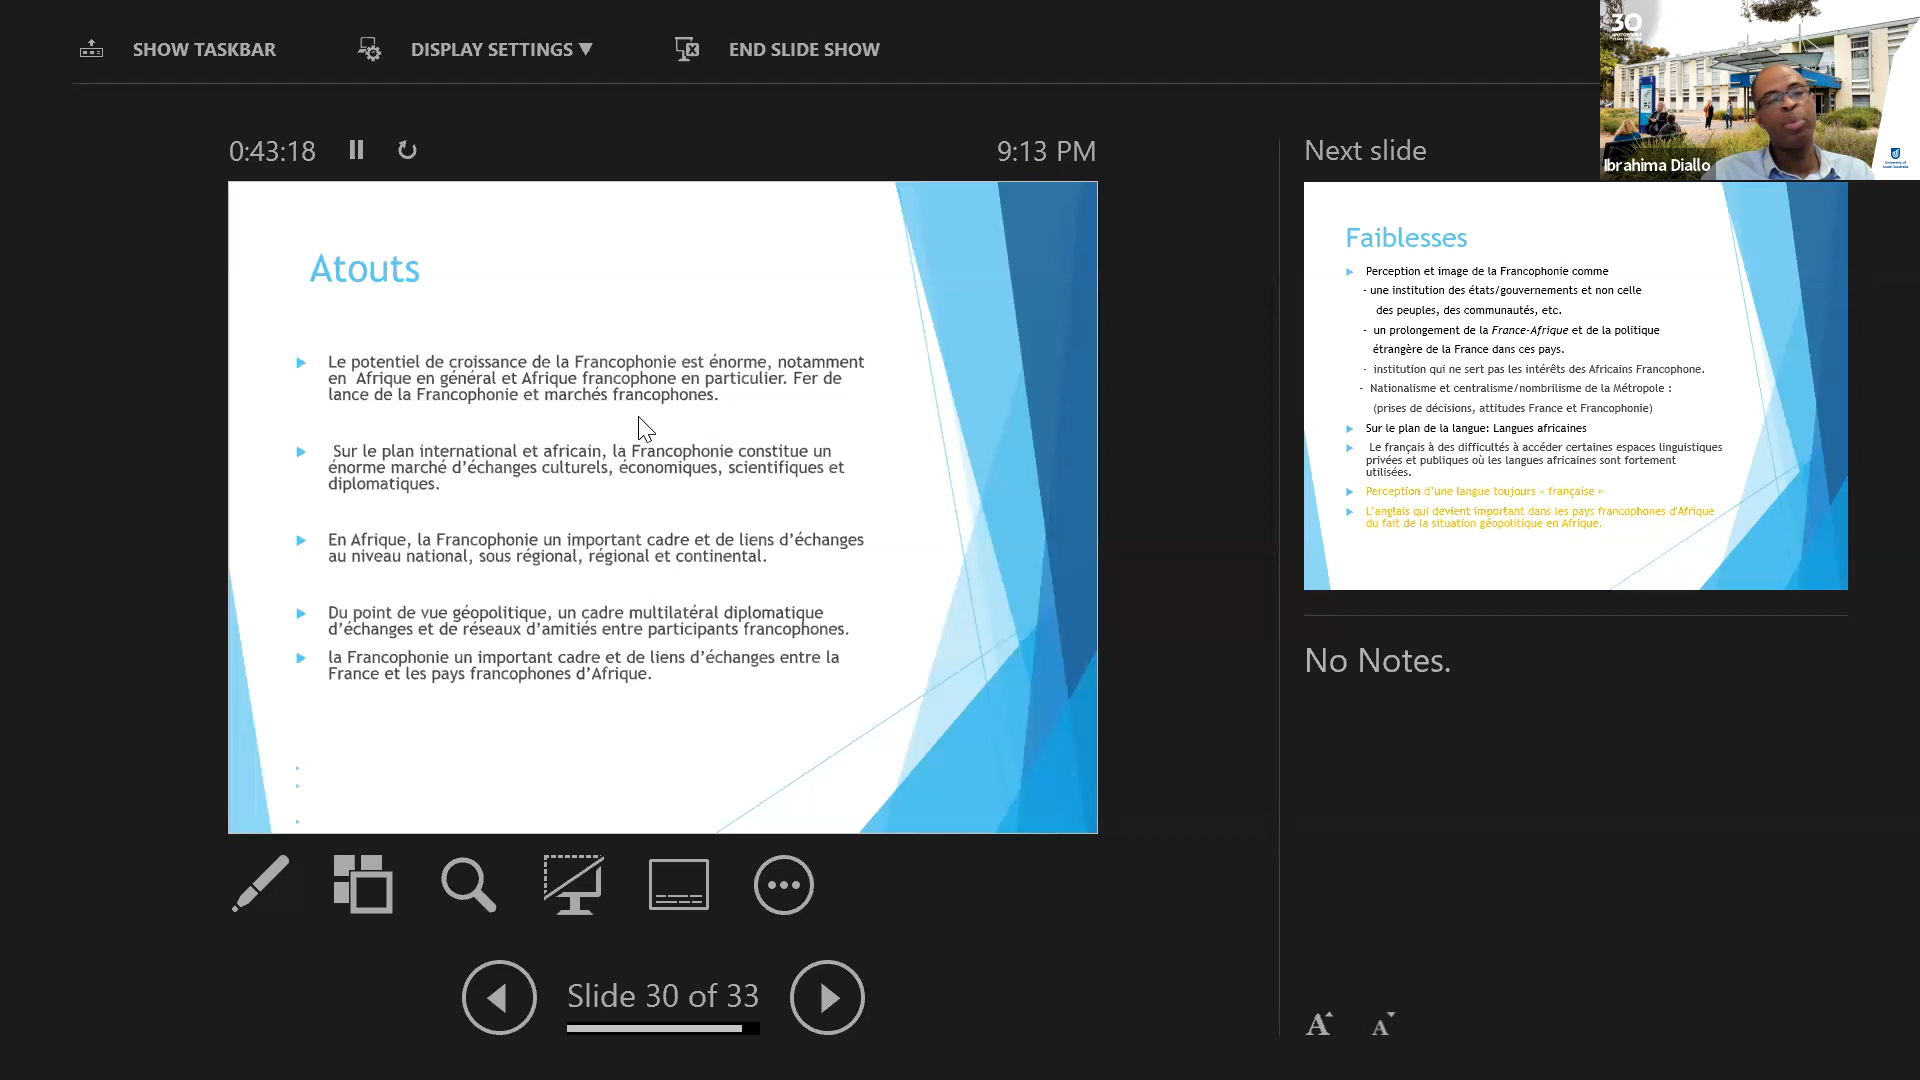 SHOW TASKBAR
DISPLAY SETTINGS ▼
END SLIDE SHOW
30
Ibrahima Diallo
University of
South Australia
0:43:18
9:13 PM
Atouts
Le potentiel de croissance de la Francophonie est énorme, notamment
en Afrique en général et Afrique francophone en particulier. Fer de
lance de la Francophonie et marchés francophones.
Sur le plan international et africain, la Francophonie constitue un
énorme marché d’échanges culturels, économiques, scientifiques et
diplomatiques.
En Afrique, la Francophonie un important cadre et de liens d’échanges
au niveau national, sous régional, régional et continental.
Du point de vue géopolitique, un cadre multilatéral diplomatique
d’échanges et de réseaux d’amitiés entre participants francophones.
la Francophonie un important cadre et de liens d’échanges entre la
France et les pays francophones d’Afrique.
Slide 30 of 33
Next slide
Faiblesses
Perception et image de la Francophonie comme
- une institution des états/gouvernements et non celle
des peuples, des communautés, etc.
- un prolongement de la France-Afrique et de la politique
étrangère de la France dans ces pays.
- institution qui ne sert pas les intérêts des Africains Francophone.
- Nationalisme et centralisme/nombrilisme de la Métropole :
(prises de décisions, attitudes France et Francophonie)
Sur le plan de la langue: Langues africaines
Le français à des difficultés à accéder certaines espaces linguistiques
privées et publiques où les langues africaines sont fortement
utilisées.
Perception d’une langue toujours « française »
L’anglais qui devient important dans les pays francophones d'Afrique
du fait de la situation géopolitique en Afrique.
No Notes.
A A